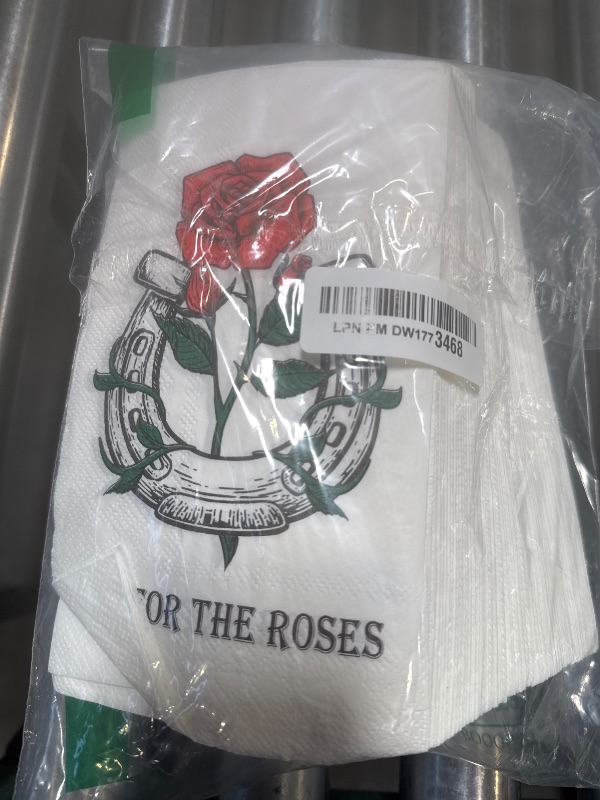 LPN
DW1773468
FOR THE ROSES